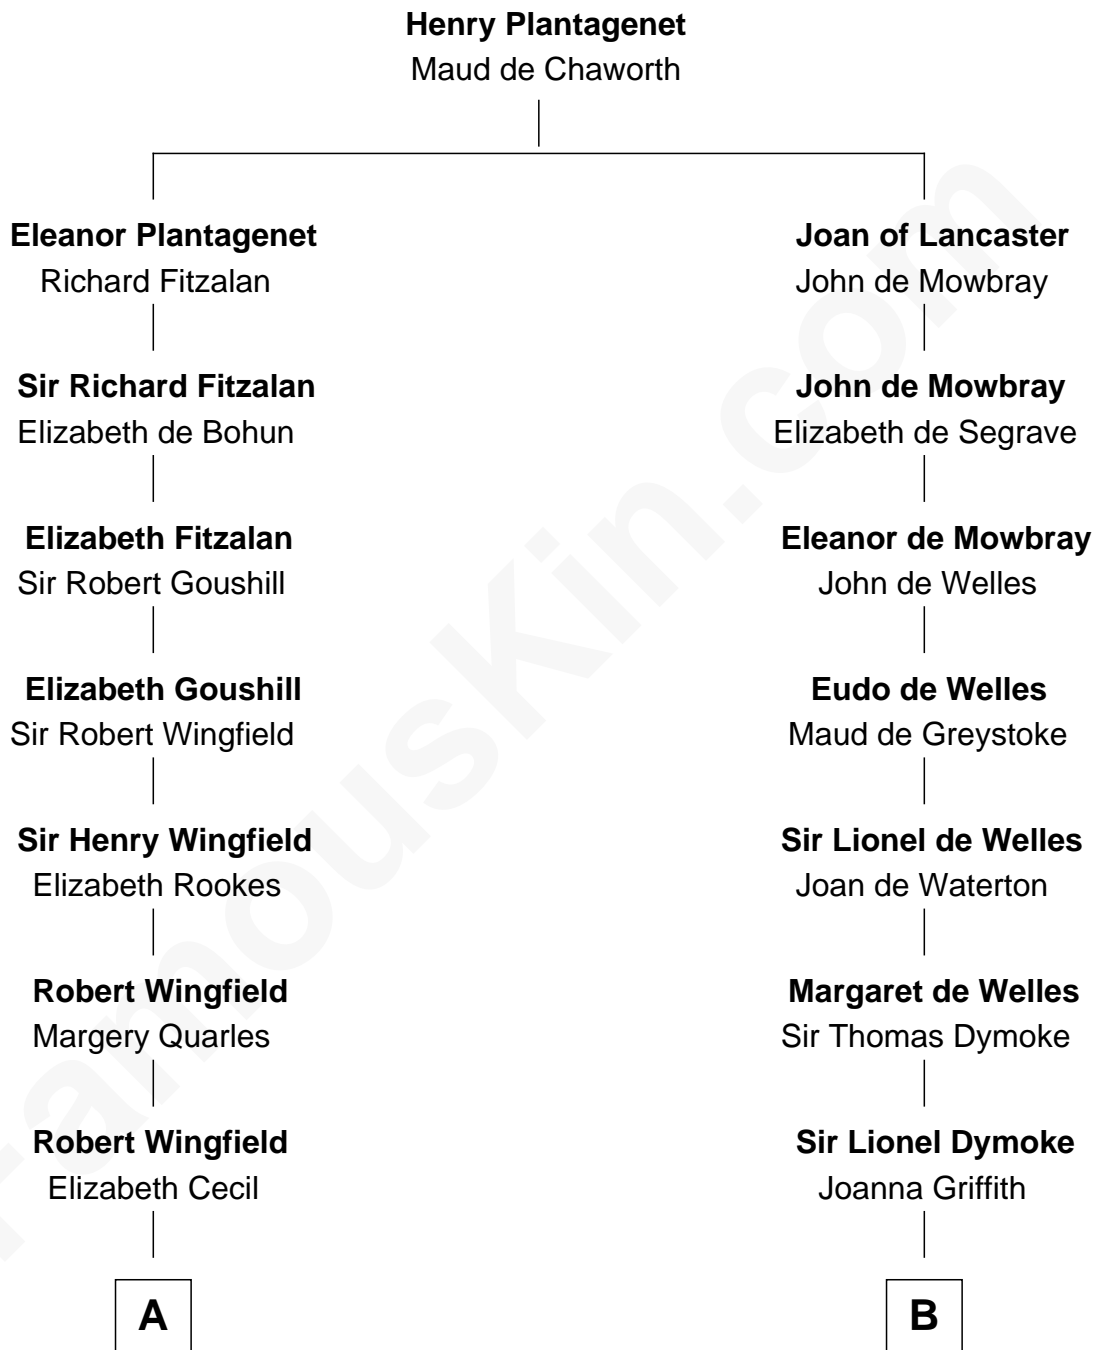 Henry Plantagenet
Maud de Chaworth
Eleanor Plantagenet
Richard Fitzalan
Joan of Lancaster
John de Mowbray
Sir Richard Fitzalan
Elizabeth de Bohun
John de Mowbray
Elizabeth de Segrave
Elizabeth Fitzalan
Sir Robert Goushill
Eleanor de Mowbray
John de Welles
Elizabeth Goushill
Sir Robert Wingfield
Eudo de Welles
Maud de Greystoke
Sir Henry Wingfield
Elizabeth Rookes
Sir Lionel de Welles
Joan de Waterton
Robert Wingfield
Margery Quarles
Margaret de Welles
Sir Thomas Dymoke
Robert Wingfield
Elizabeth Cecil
Sir Lionel Dymoke
Joanna Griffith
A
B
FamousKin.com